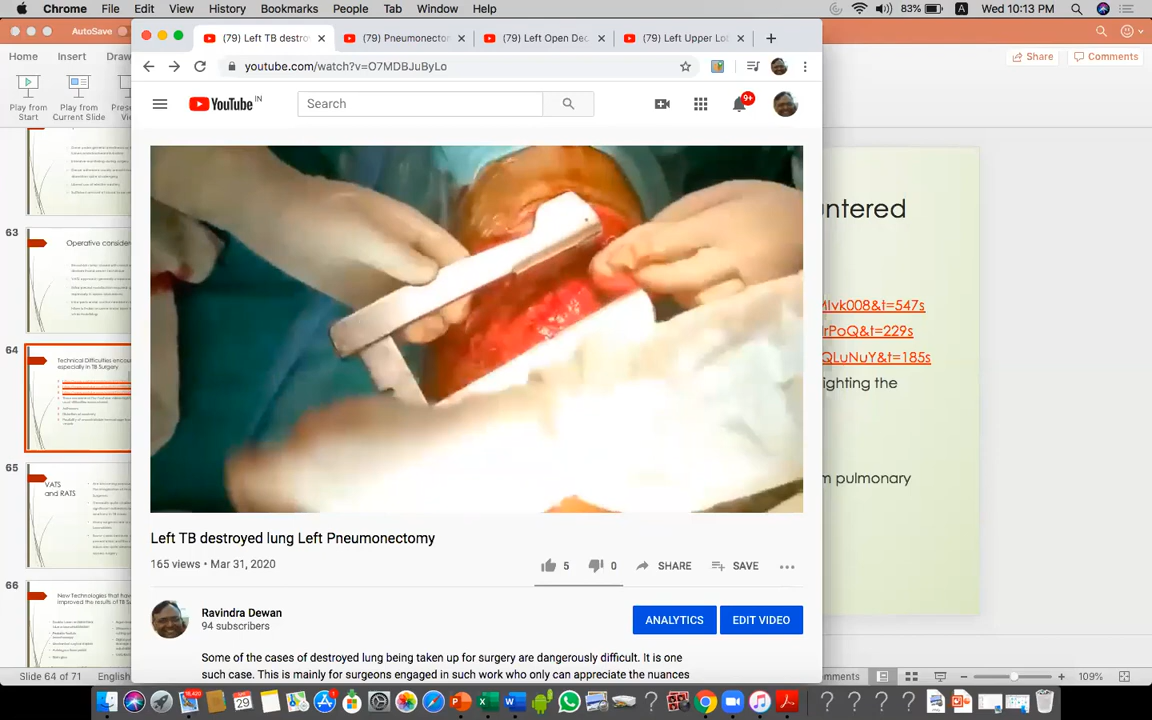 Chrome File Edit View History Bookmarks People Tab Window Help 83% A Wed 10:13 PM
AutoSave
(79) Left TB destro
(79) Pneumonecto
(79) Left Open Dec
(79) Left Upper Lo
Home Insert Draw
Share Comments
youtube.com/watch?v=O7MDBJuByLo
Play from Start
Play from Current Slide
YouTube IN
Search
9+
63
Operative consider
64
Technical Difficulties encou
especially in TB Surgery
65
VATS
and RATS
66
New Technologies that hav
improved the results of TB S
ntered
MIvk008&t=547s
IrPoQ&t=229s
QLuNuY&t=185s
ighting the
m pulmonary
Left TB destroyed lung Left Pneumonectomy
165 views • Mar 31, 2020
5 0 SHARE SAVE
Ravindra Dewan
94 subscribers
ANALYTICS EDIT VIDEO
Some of the cases of destroyed lung being taken up for surgery are dangerously difficult. It is one
such case. This is mainly for surgeons engaged in such work who only can appreciate the nuances
Slide 64 of 71
omments
109%